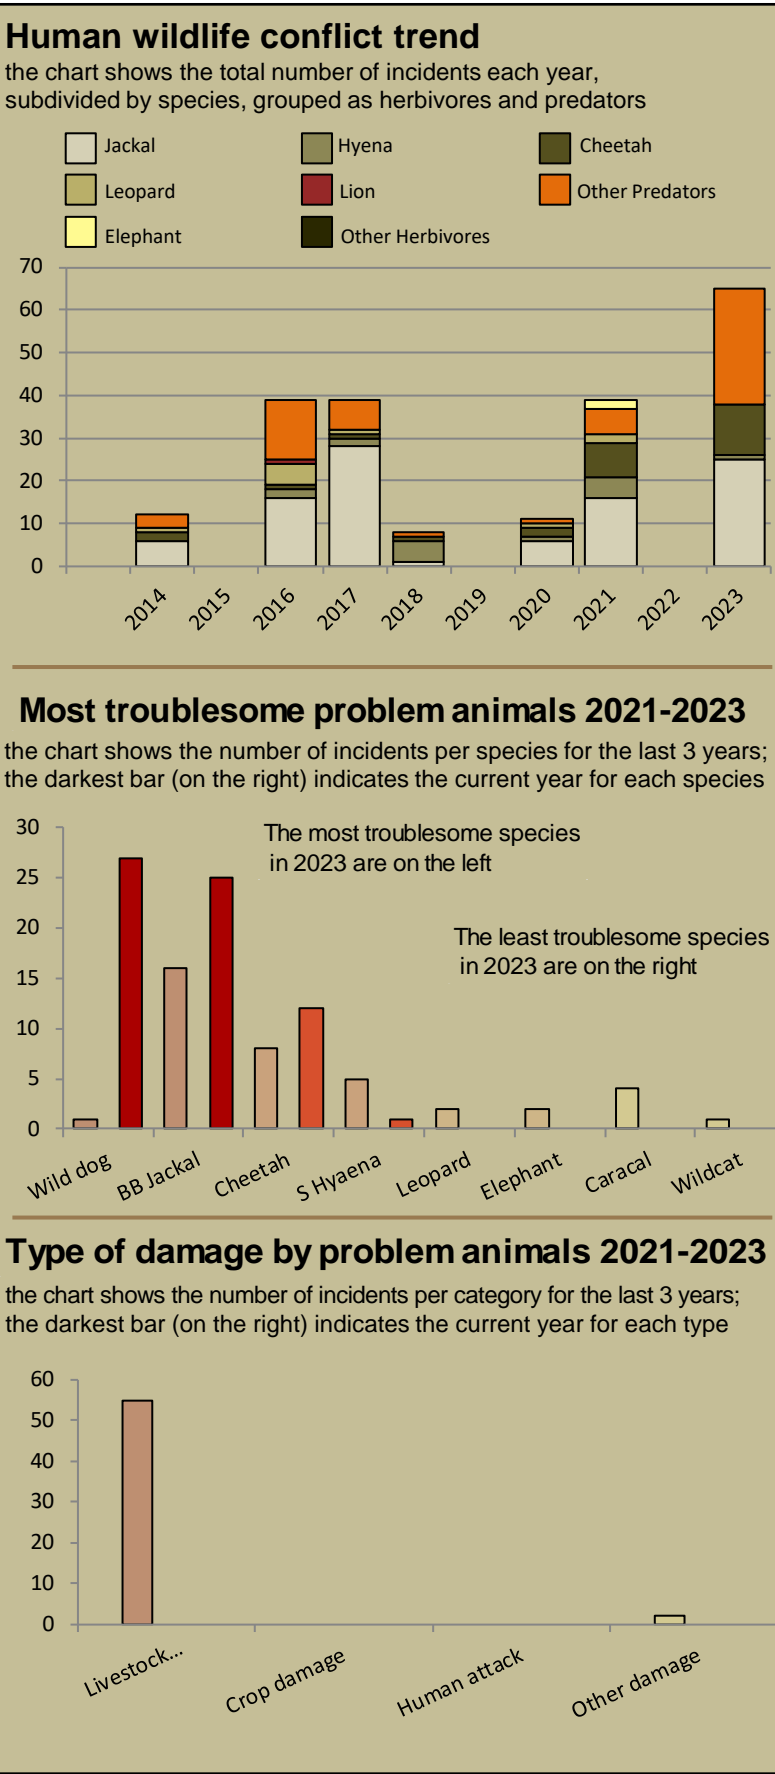 Human wildlife conflict trend
the chart shows the total number of incidents each year,
subdivided by species, grouped as herbivores and predators
Jackal Hyena Cheetah
Leopard Lion Other Predators
Elephant Other Herbivores
70
60
50
40
30
20
10
0
2014 2015 2016 2017 2018 2019 2020 2021 2022 2023
Most troublesome problem animals 2021-2023
the chart shows the number of incidents per species for the last 3 years;
the darkest bar (on the right) indicates the current year for each species
30
The most troublesome species
in 2023 are on the left
25
20
The least troublesome species
in 2023 are on the right
15
10
5
0
Wild dog BB Jackal Cheetah S Hyaena Leopard Elephant Caracal Wildcat
Type of damage by problem animals 2021-2023
the chart shows the number of incidents per category for the last 3 years;
the darkest bar (on the right) indicates the current year for each type
60
50
40
30
20
10
0
Livestock... Crop damage Human attack Other damage